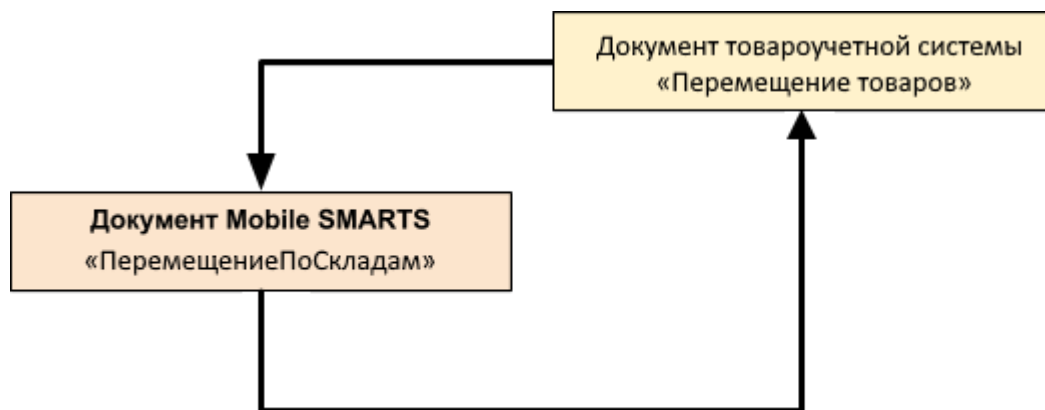 Документ товароучетной системы
«Перемещение товаров»
Документ Mobile SMARTS
«ПеремещениеПоСкладам»